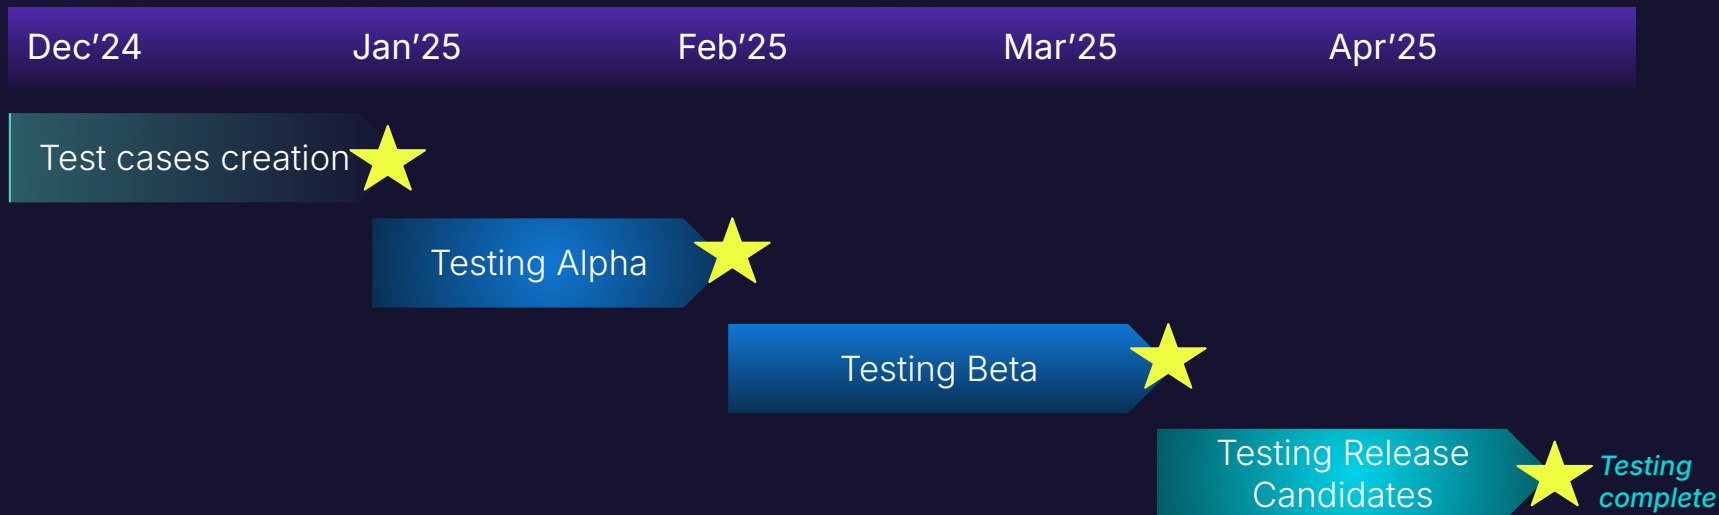 Dec’24
Jan’25
Feb’25
Mar’25
Apr’25
Test cases creation
Testing Alpha
Testing Beta
Testing Release
Candidates
Testing
complete